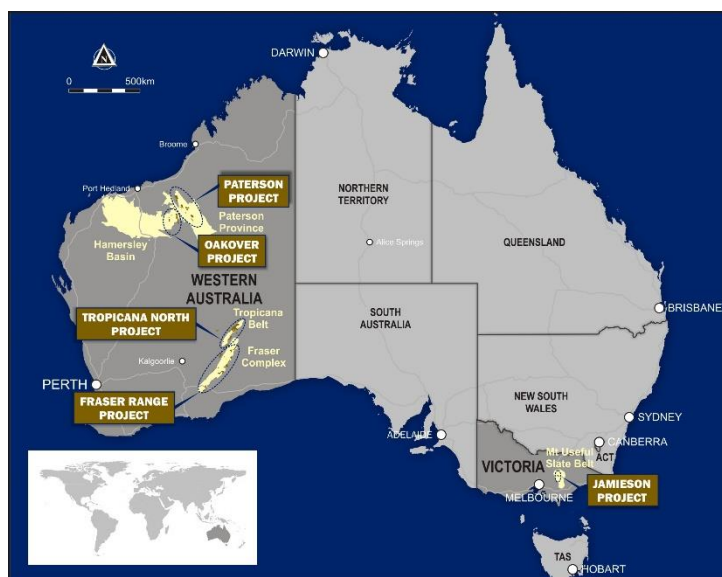 DARWIN
N
0 500km
Broome
Port Hedland
PATERSON
PROJECT
NORTHERN
TERRITORY
Paterson
Province
Hamersley
Basin
OAKOVER
PROJECT
Alice Springs
QUEENSLAND
WESTERN
AUSTRALIA
TROPICANA NORTH
PROJECT
Tropicana
Belt
SOUTH
AUSTRALIA
BRISBANE
Kalgoorlie
Fraser
Complex
PERTH
FRASER RANGE
PROJECT
NEW SOUTH
WALES
SYDNEY
ADELAIDE
CANBERRA
ACT
VICTORIA
Mt Useful
Slate Belt
MELBOURNE
JAMIESON
PROJECT
TAS
HOBART